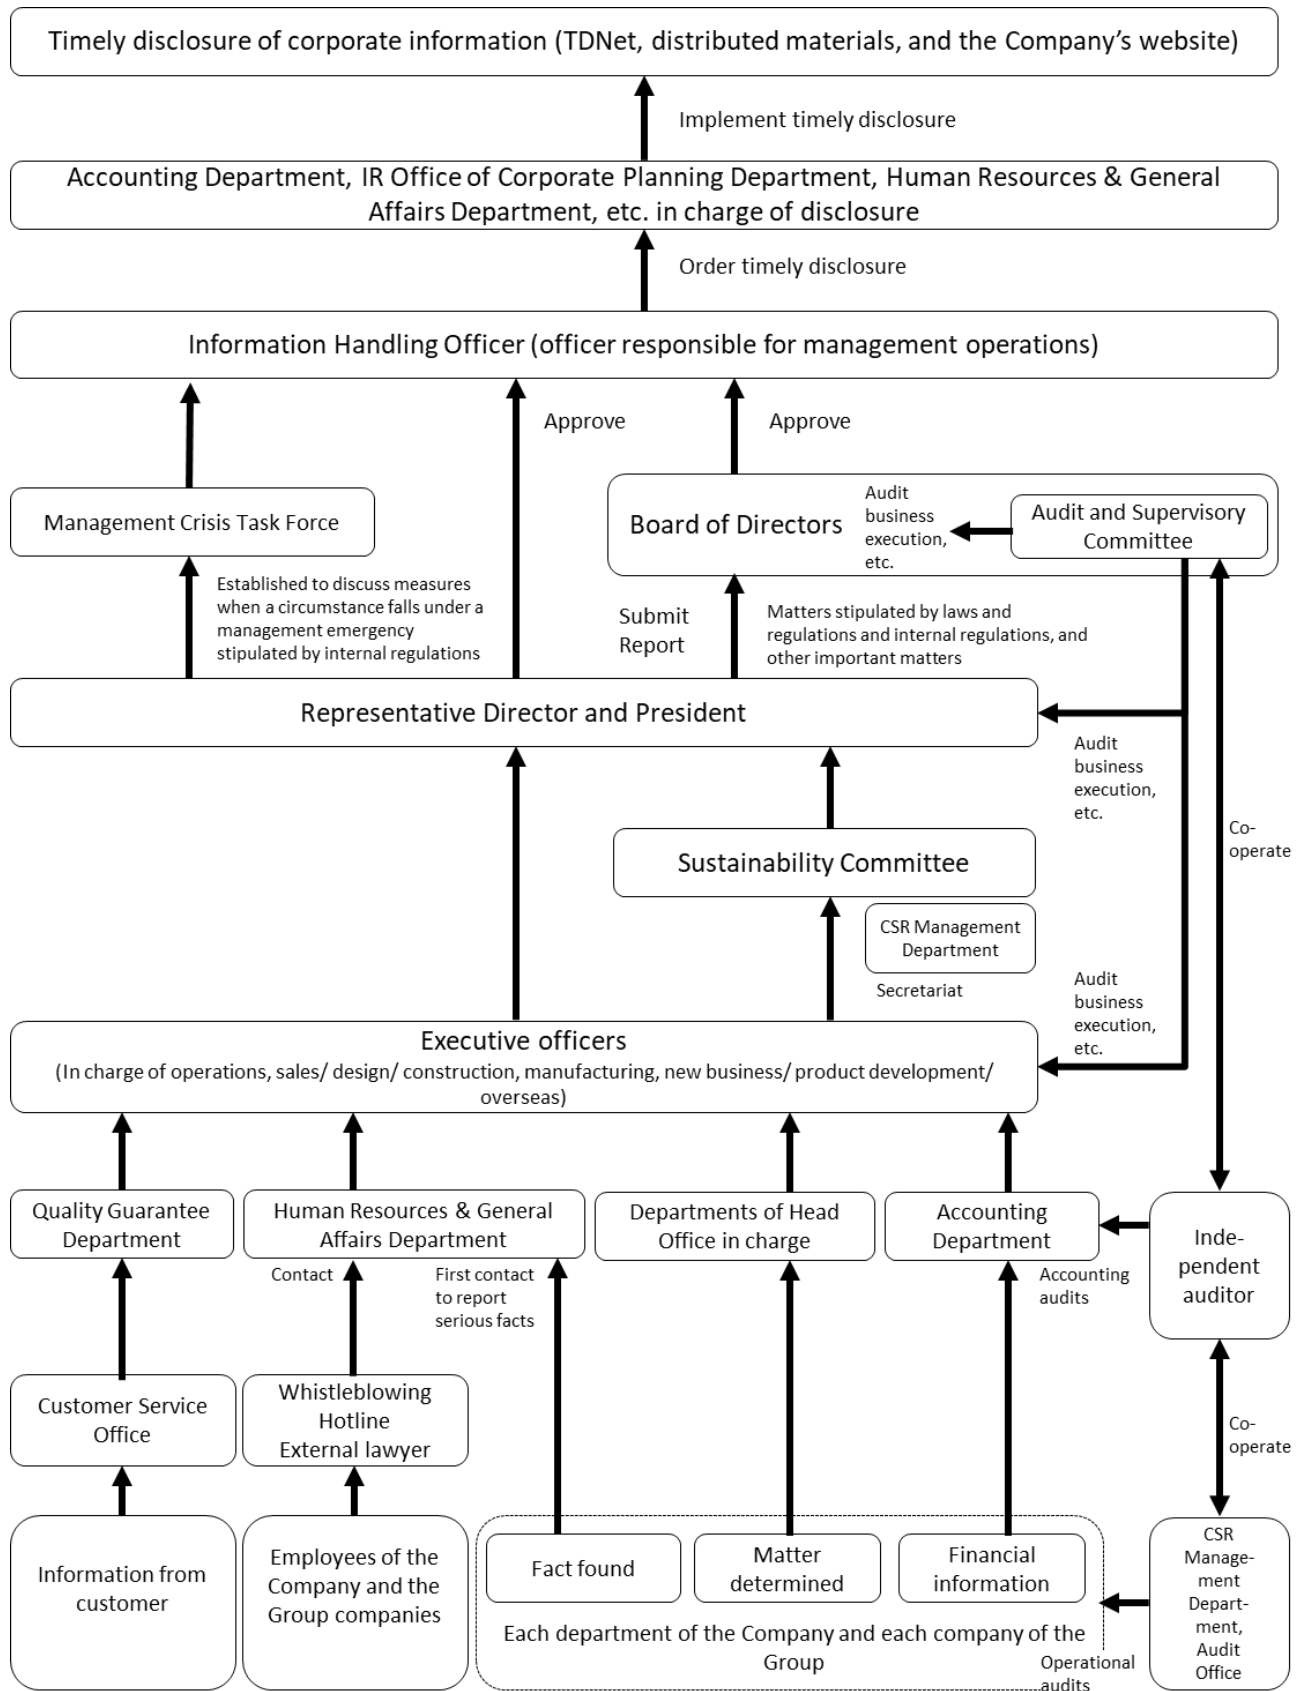 Timely disclosure of corporate information (TDNet, distributed materials, and the Company’s website)
Implement timely disclosure
Accounting Department, IR Office of Corporate Planning Department, Human Resources & General
Affairs Department, etc. in charge of disclosure
Order timely disclosure
Information Handling Officer (officer responsible for management operations)
Approve
Approve
Management Crisis Task Force
Board of Directors
Audit
business
execution,
etc.
Audit and Supervisory
Committee
Established to discuss measures
when a circumstance falls under a
management emergency
stipulated by internal regulations
Submit
Report
Matters stipulated by laws and
regulations and internal regulations, and
other important matters
Representative Director and President
Audit
business
execution,
etc.
Co-
operate
Sustainability Committee
CSR Management
Department
Secretariat
Audit
business
execution,
etc.
Executive officers
(In charge of operations, sales/ design/ construction, manufacturing, new business/ product development/
overseas)
Quality Guarantee
Department
Human Resources & General
Affairs Department
Departments of Head
Office in charge
Accounting
Department
Inde-
pendent
auditor
Contact
First contact
to report
serious facts
Accounting
audits
Customer Service
Office
Whistleblowing
Hotline
External lawyer
Co-
operate
Information from
customer
Employees of the
Company and the
Group companies
Fact found
Matter
determined
Financial
information
Each department of the Company and each company of the
Group
Operational
audits
CSR
Manage-
ment
Depart-
ment,
Audit
Office